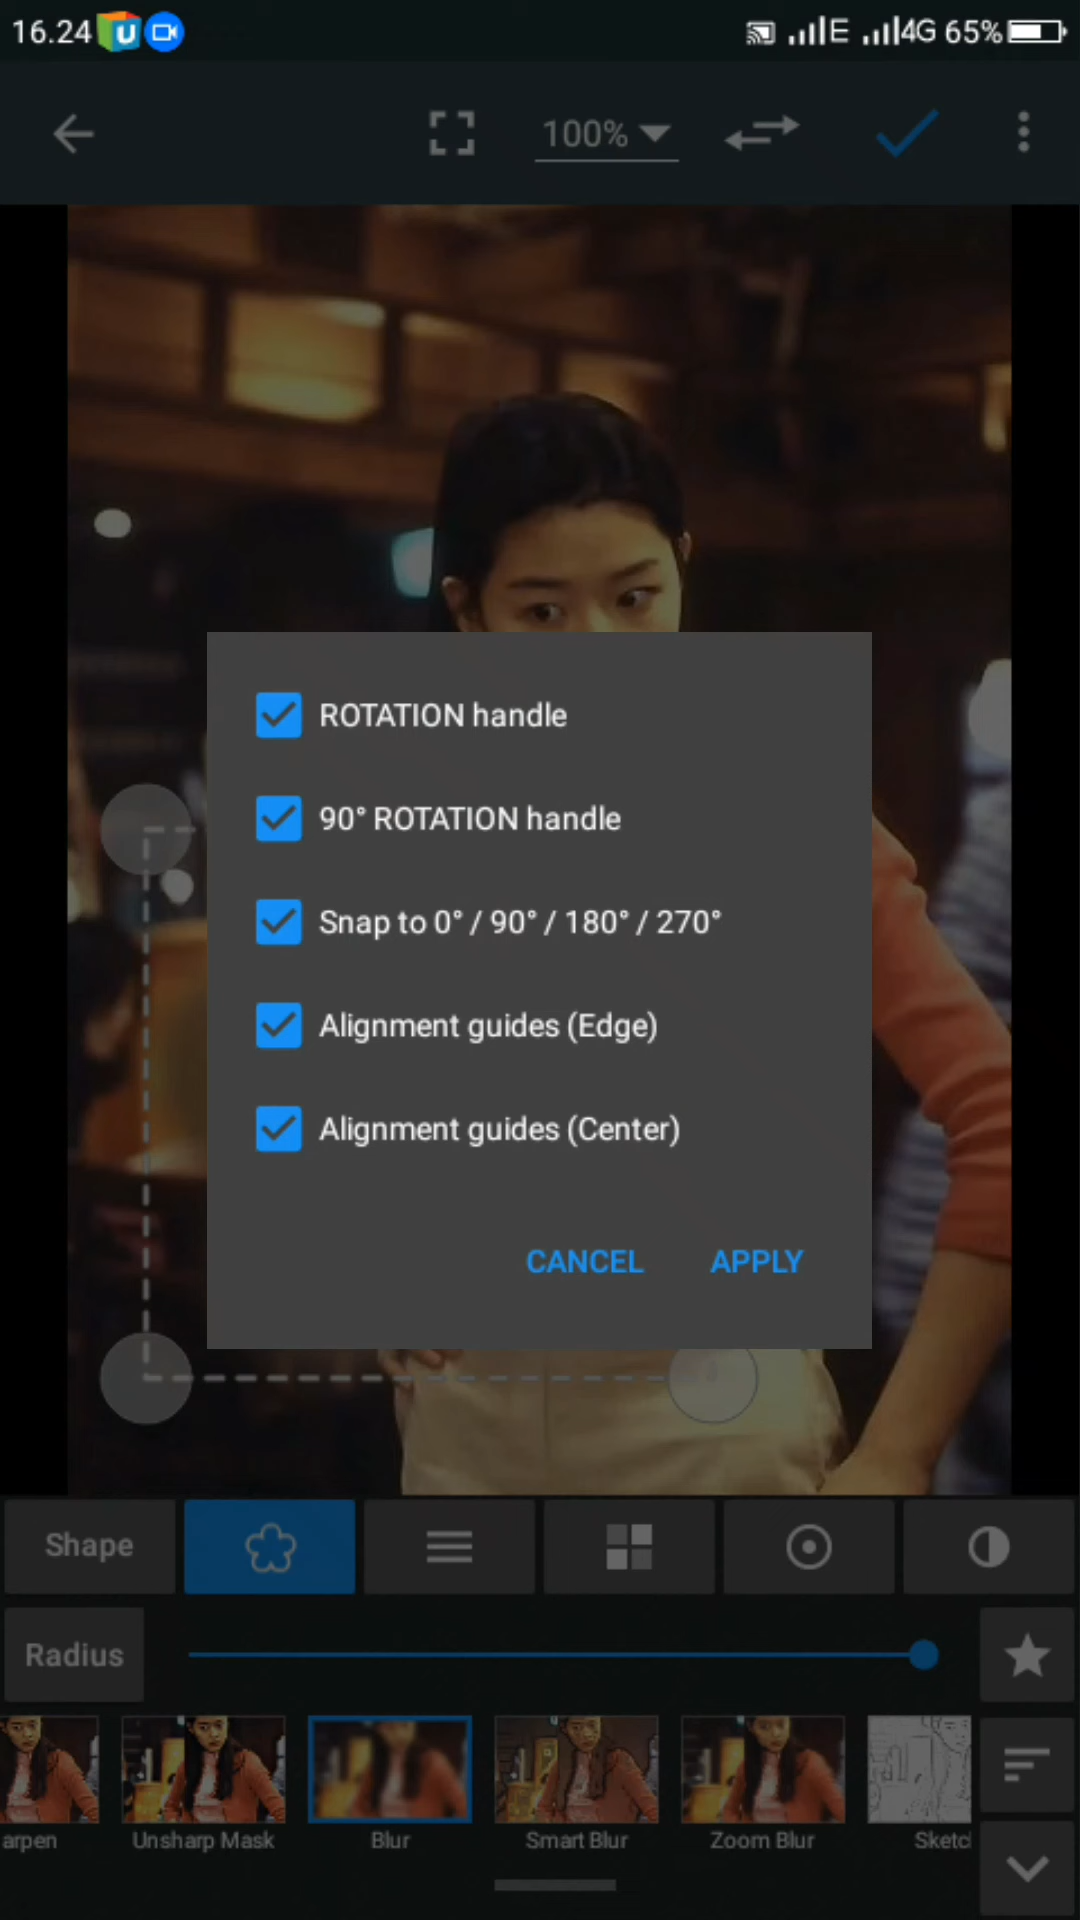 16.24 U E 4G 65%
100%
ROTATION handle
90° ROTATION handle
Snap to 0° / 90° / 180° / 270°
Alignment guides (Edge)
Alignment guides (Center)
CANCEL APPLY
Shape
Radius
arpen Unsharp Mask Blur Smart Blur Zoom Blur Sketc